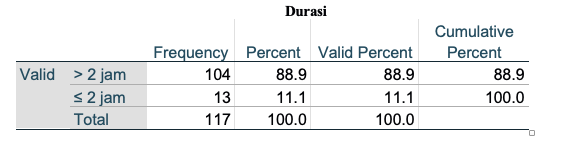 Durasi
Frequency Percent Valid Percent Cumulative Percent
Valid > 2 jam 104 88.9 88.9 88.9
≤ 2 jam 13 11.1 11.1 100.0
Total 117 100.0 100.0